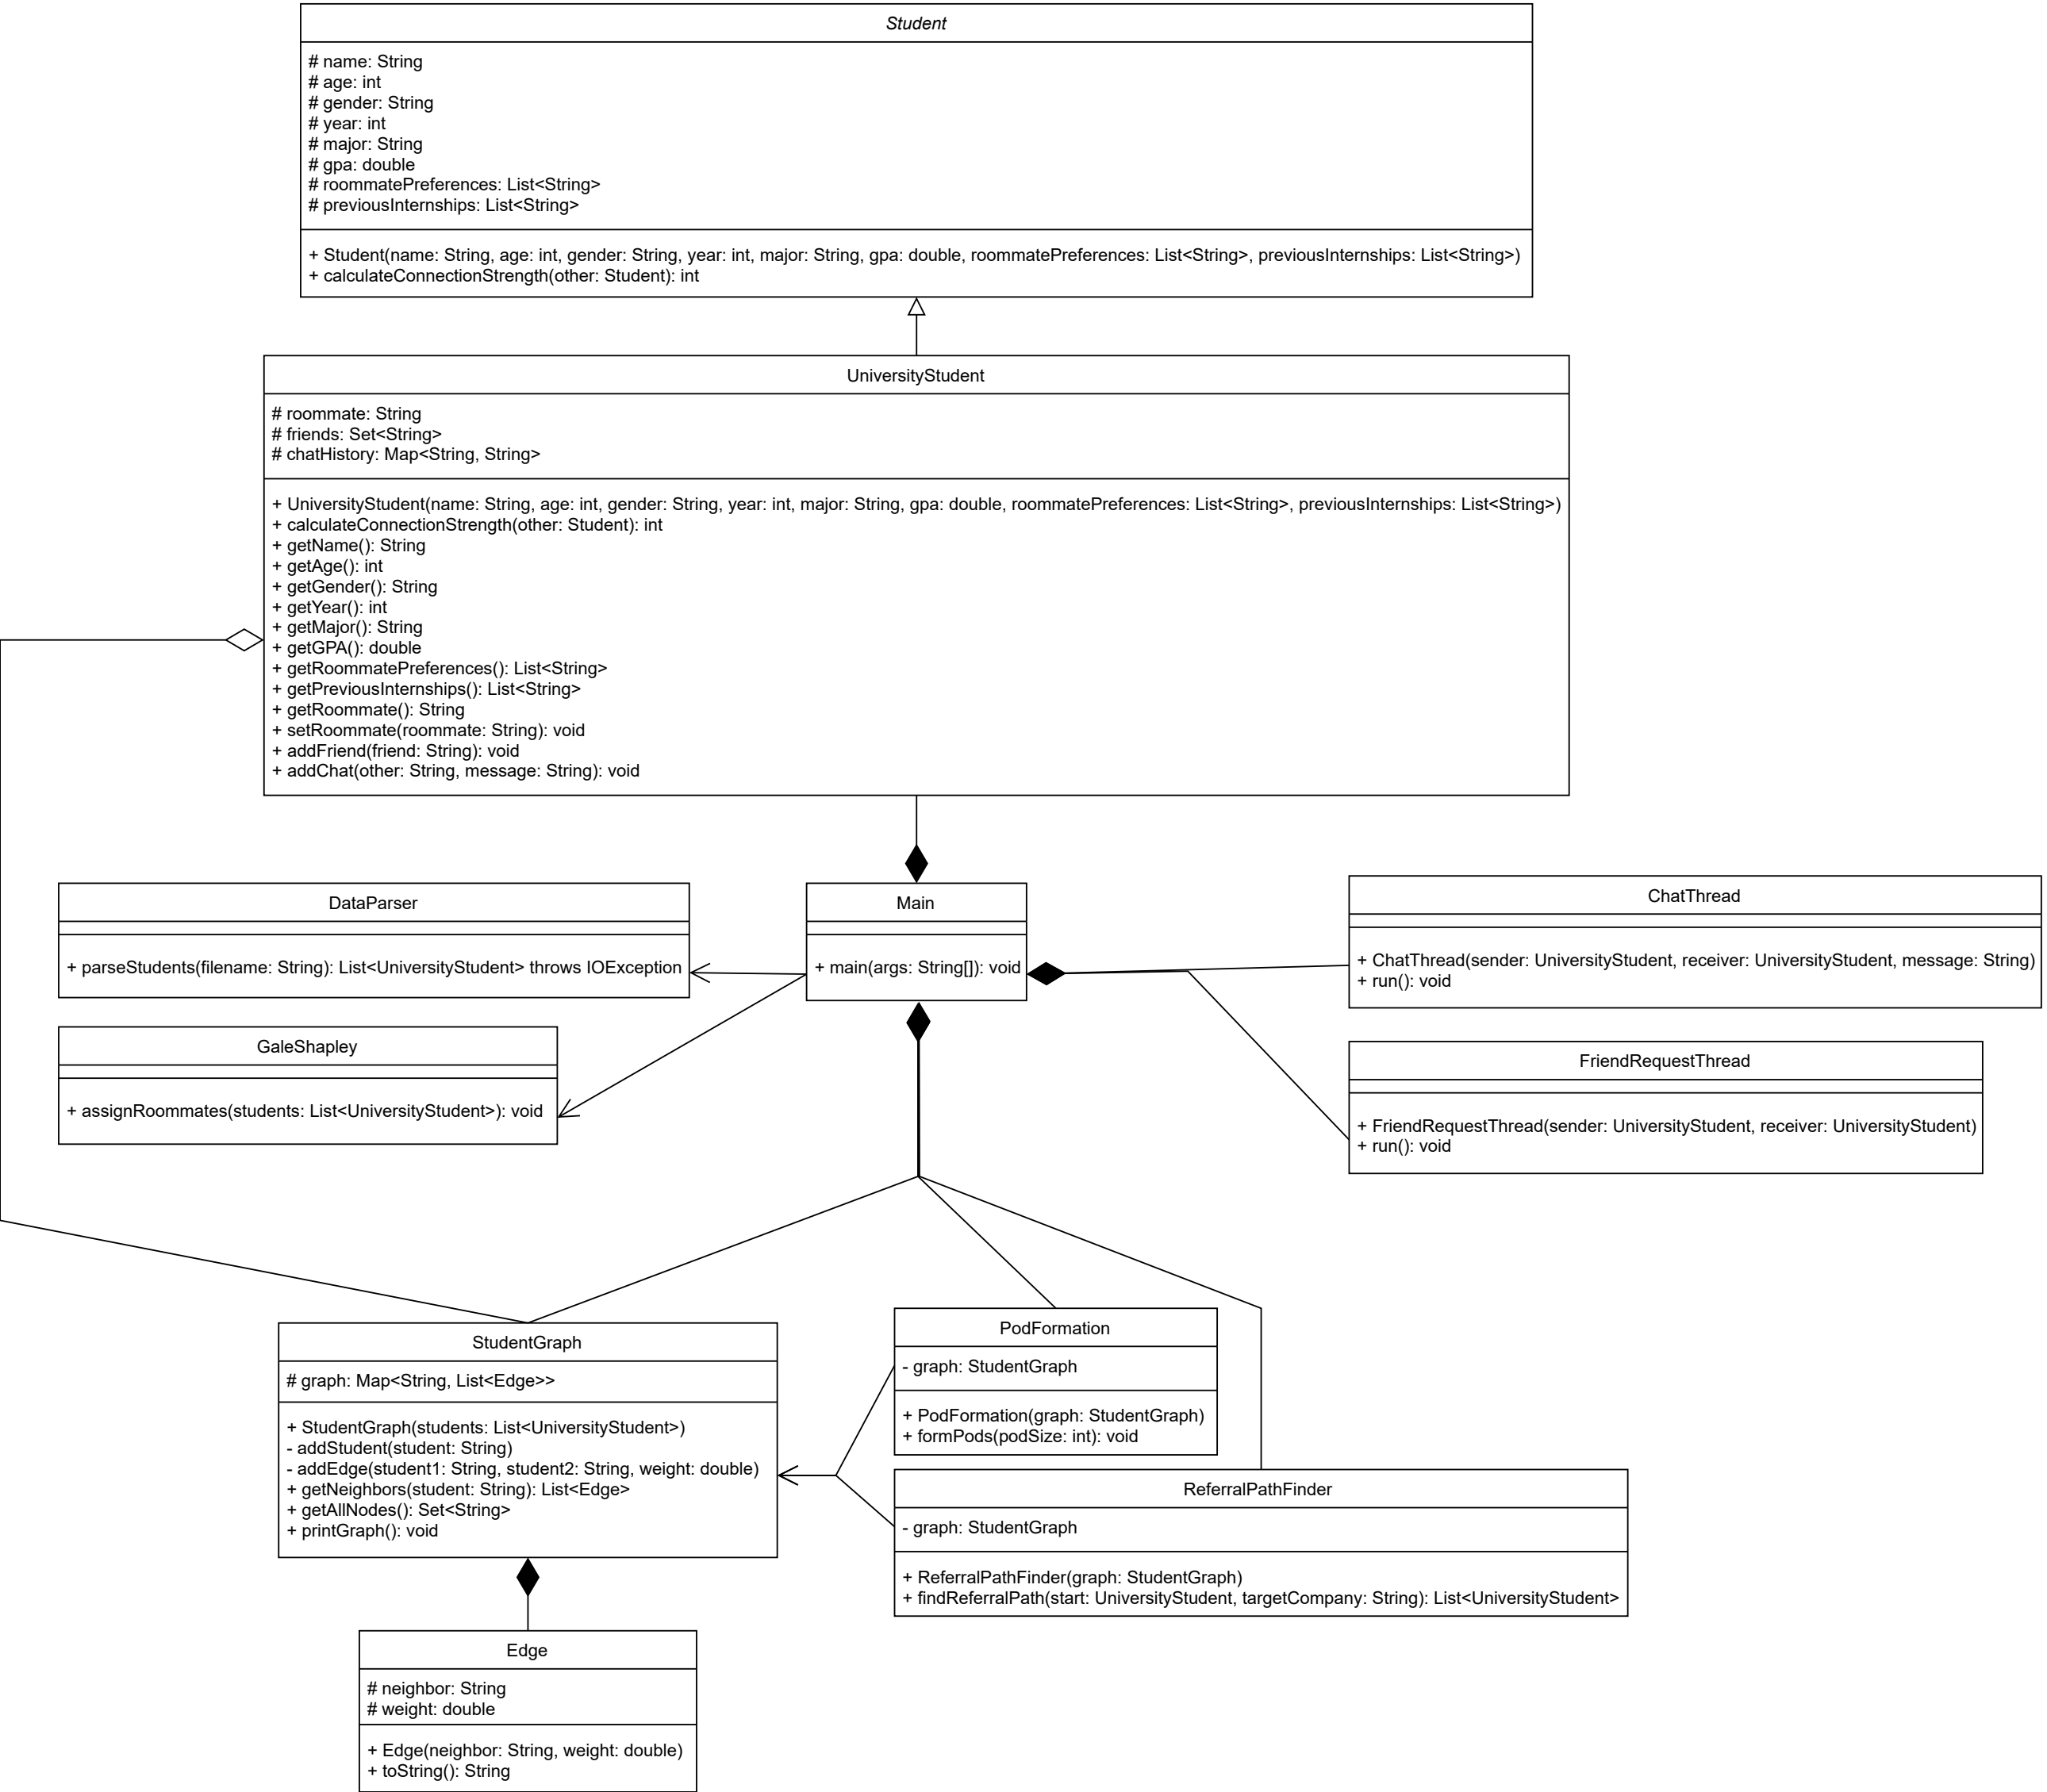 Student
# name: String
# age: int
# gender: String
# year: int
# major: String
# gpa: double
# roommatePreferences: List<String>
# previousInternships: List<String>
+ Student(name: String, age: int, gender: String, year: int, major: String, gpa: double, roommatePreferences: List<String>, previousInternships: List<String>)
+ calculateConnectionStrength(other: Student): int
UniversityStudent
# roommate: String
# friends: Set<String>
# chatHistory: Map<String, String>
+ UniversityStudent(name: String, age: int, gender: String, year: int, major: String, gpa: double, roommatePreferences: List<String>, previousInternships: List<String>)
+ calculateConnectionStrength(other: Student): int
+ getName(): String
+ getAge(): int
+ getGender(): String
+ getYear(): int
+ getMajor(): String
+ getGPA(): double
+ getRoommatePreferences(): List<String>
+ getPreviousInternships(): List<String>
+ getRoommate(): String
+ setRoommate(roommate: String): void
+ addFriend(friend: String): void
+ addChat(other: String, message: String): void
DataParser
+ parseStudents(filename: String): List<UniversityStudent> throws IOException
Main
+ main(args: String[]): void
ChatThread
+ ChatThread(sender: UniversityStudent, receiver: UniversityStudent, message: String)
+ run(): void
GaleShapley
+ assignRoommates(students: List<UniversityStudent>): void
FriendRequestThread
+ FriendRequestThread(sender: UniversityStudent, receiver: UniversityStudent)
+ run(): void
StudentGraph
# graph: Map<String, List<Edge>>
+ StudentGraph(students: List<UniversityStudent>)
- addStudent(student: String)
- addEdge(student1: String, student2: String, weight: double)
+ getNeighbors(student: String): List<Edge>
+ getAllNodes(): Set<String>
+ printGraph(): void
PodFormation
- graph: StudentGraph
+ PodFormation(graph: StudentGraph)
+ formPods(podSize: int): void
ReferralPathFinder
- graph: StudentGraph
+ ReferralPathFinder(graph: StudentGraph)
+ findReferralPath(start: UniversityStudent, targetCompany: String): List<UniversityStudent>
Edge
# neighbor: String
# weight: double
+ Edge(neighbor: String, weight: double)
+ toString(): String